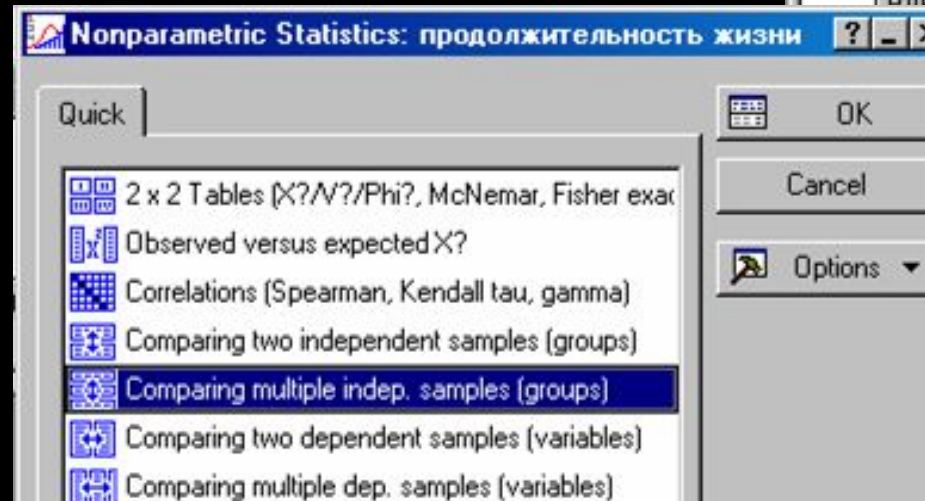 Nonparametric Statistics: продолжительность жизни
Quick
OK
Cancel
Options
2 x 2 Tables (X?/V?/Phi?, McNemar, Fisher exac
Observed versus expected X?
Correlations (Spearman, Kendall tau, gamma)
Comparing two independent samples (groups)
Comparing multiple indep. samples (groups)
Comparing two dependent samples (variables)
Comparing multiple dep. samples (variables)